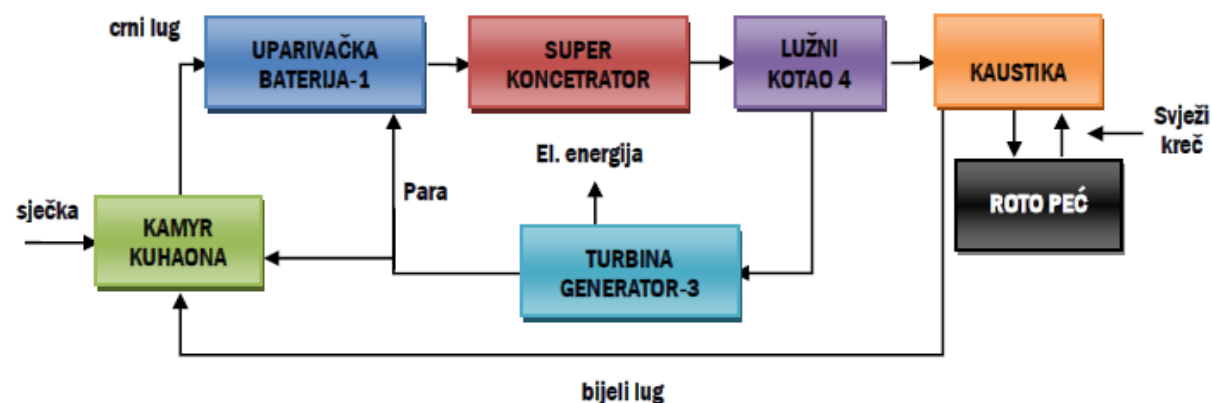 crni lug
UPARIVAČKA
BATERIJA-1
SUPER
KONCETRATOR
LUŽNI
KOTAO 4
KAUSTIKA
Svježi
kreč
El. energija
Para
sječka
KAMYR
KUHAONA
TURBINA
GENERATOR-3
ROTO PEĆ
bijeli lug